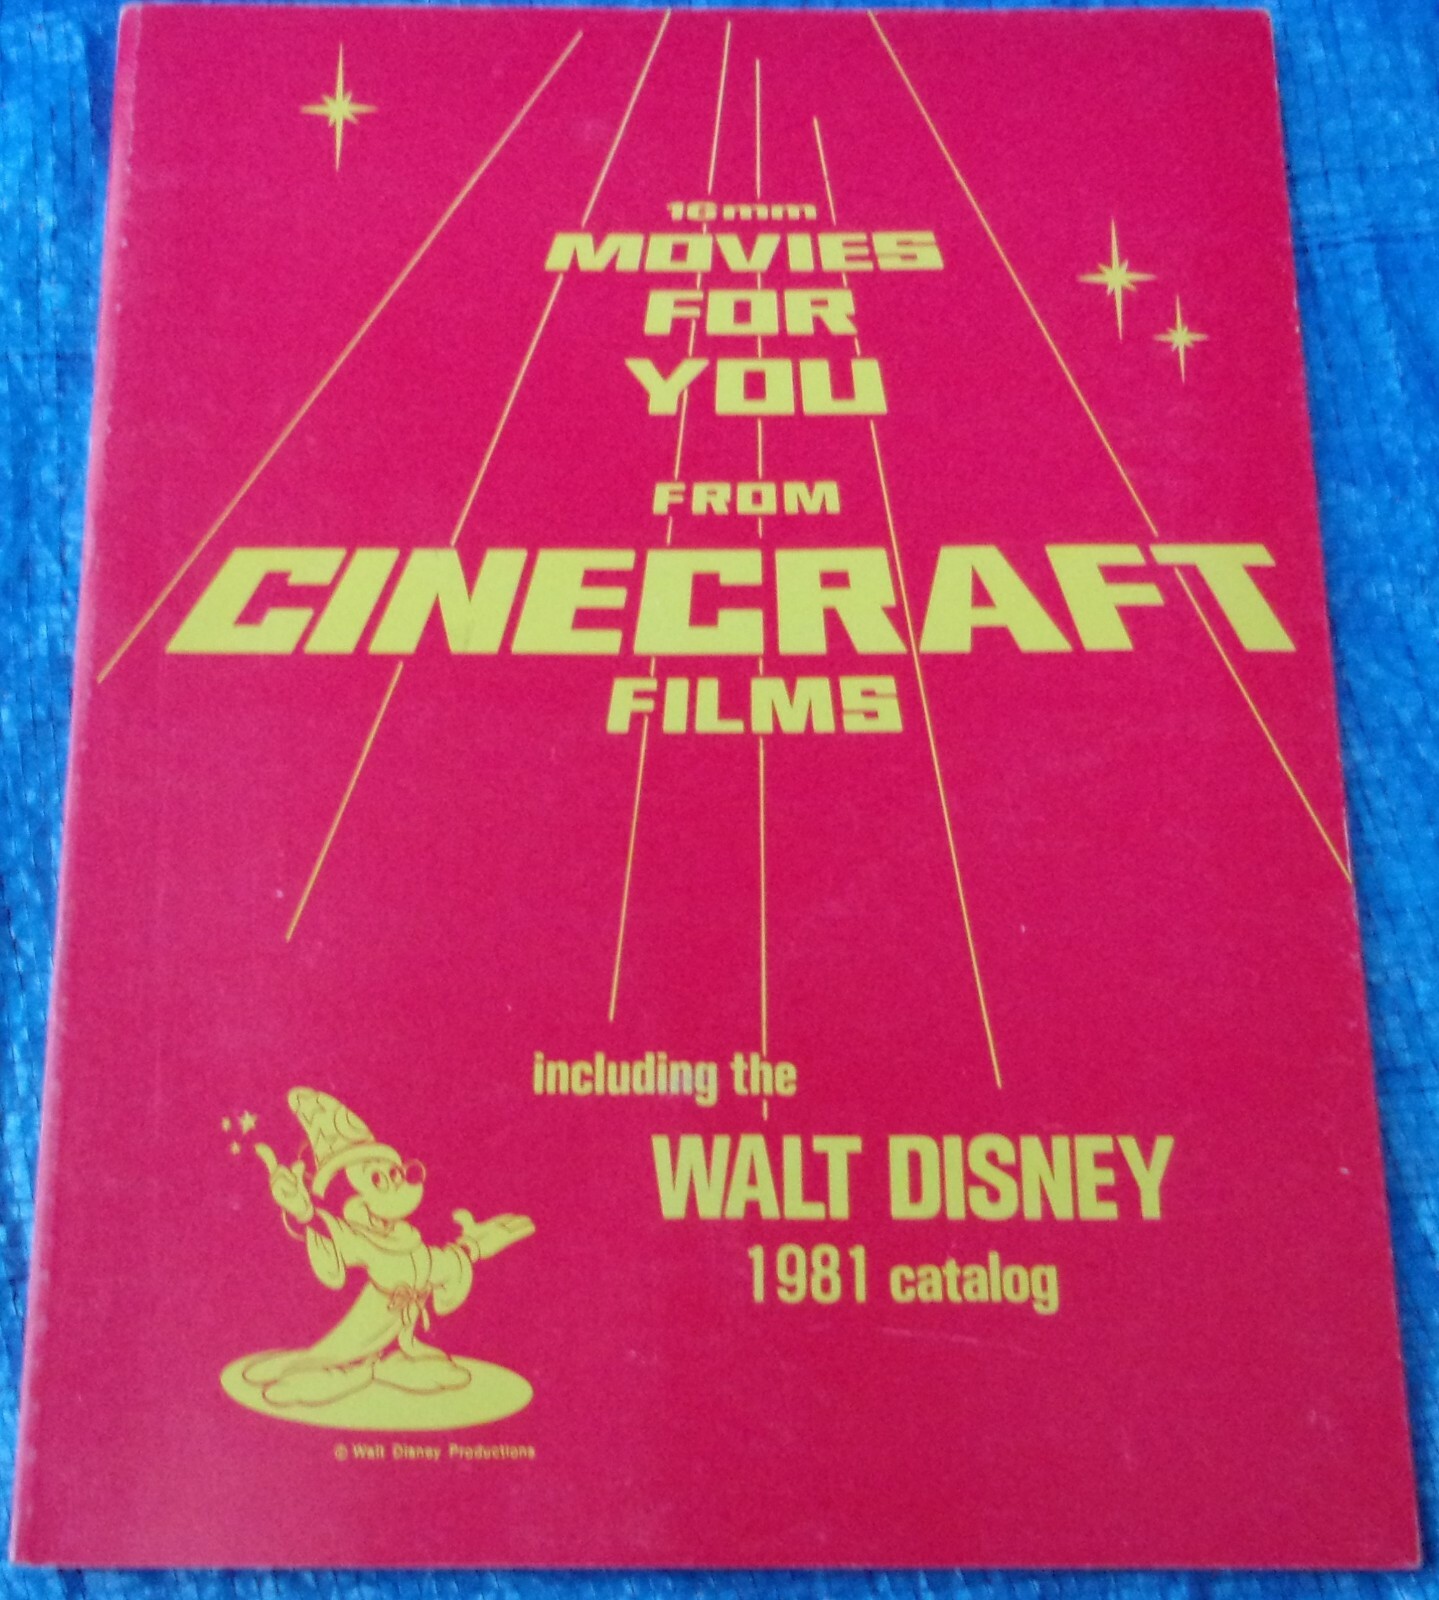 16mm
MOVIES
FOR
YOU
FROM
CINECRAFT
FILMS
including the
WALT DISNEY
1981 catalog
© Walt Disney Productions